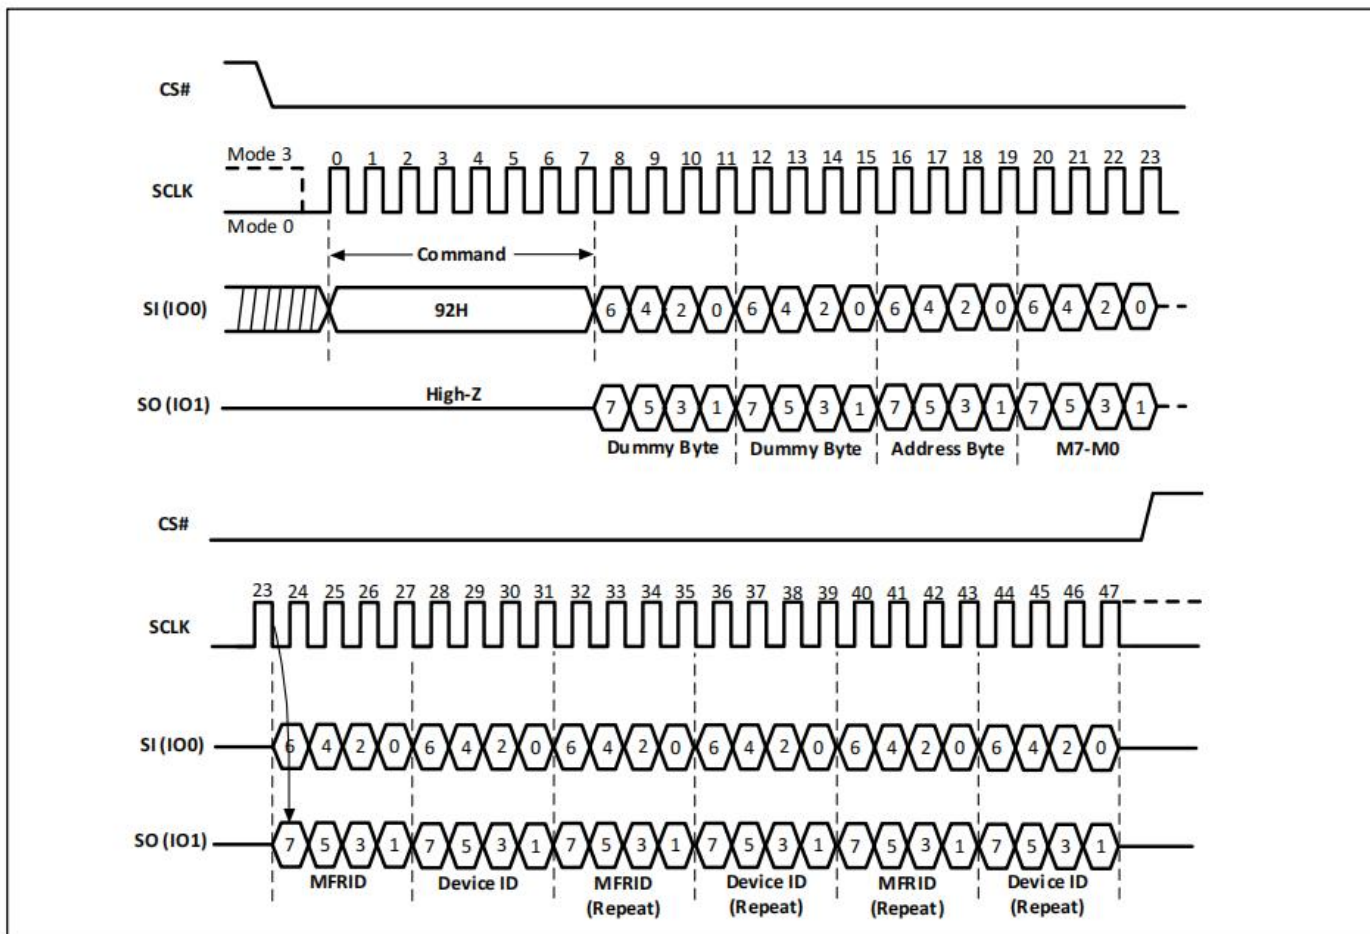 CS#
Mode 3
0 1 2 3 4 5 6 7 8 9 10 11 12 13 14 15 16 17 18 19 20 21 22 23
SCLK
Mode 0
Command
SI (IO0) 92H 6 4 2 0 6 4 2 0 6 4 2 0 6 4 2 0
SO (IO1) High-Z 7 5 3 1 7 5 3 1 7 5 3 1 7 5 3 1
Dummy Byte Dummy Byte Address Byte M7-M0
CS#
23 24 25 26 27 28 29 30 31 32 33 34 35 36 37 38 39 40 41 42 43 44 45 46 47
SCLK
SI (IO0) 6 4 2 0 6 4 2 0 6 4 2 0 6 4 2 0 6 4 2 0 6 4 2 0
SO (IO1) 7 5 3 1 7 5 3 1 7 5 3 1 7 5 3 1 7 5 3 1 7 5 3 1
MFRID Device ID MFRID Device ID MFRID Device ID
(Repeat) (Repeat) (Repeat) (Repeat)